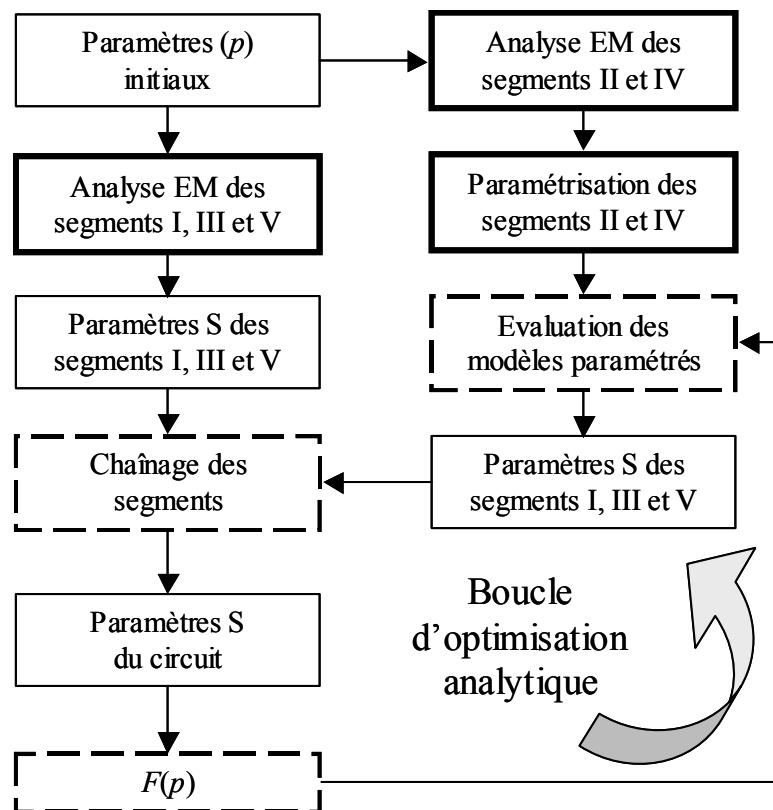 Paramètres (p)
initiaux
Analyse EM des
segments II et IV
Analyse EM des
segments I, III et V
Paramétrisation des
segments II et IV
Paramètres S des
segments I, III et V
Evaluation des
modèles paramétrés
Chaînage des
segments
Paramètres S des
segments I, III et V
Paramètres S
du circuit
Boucle
d'optimisation
analytique
F(p)